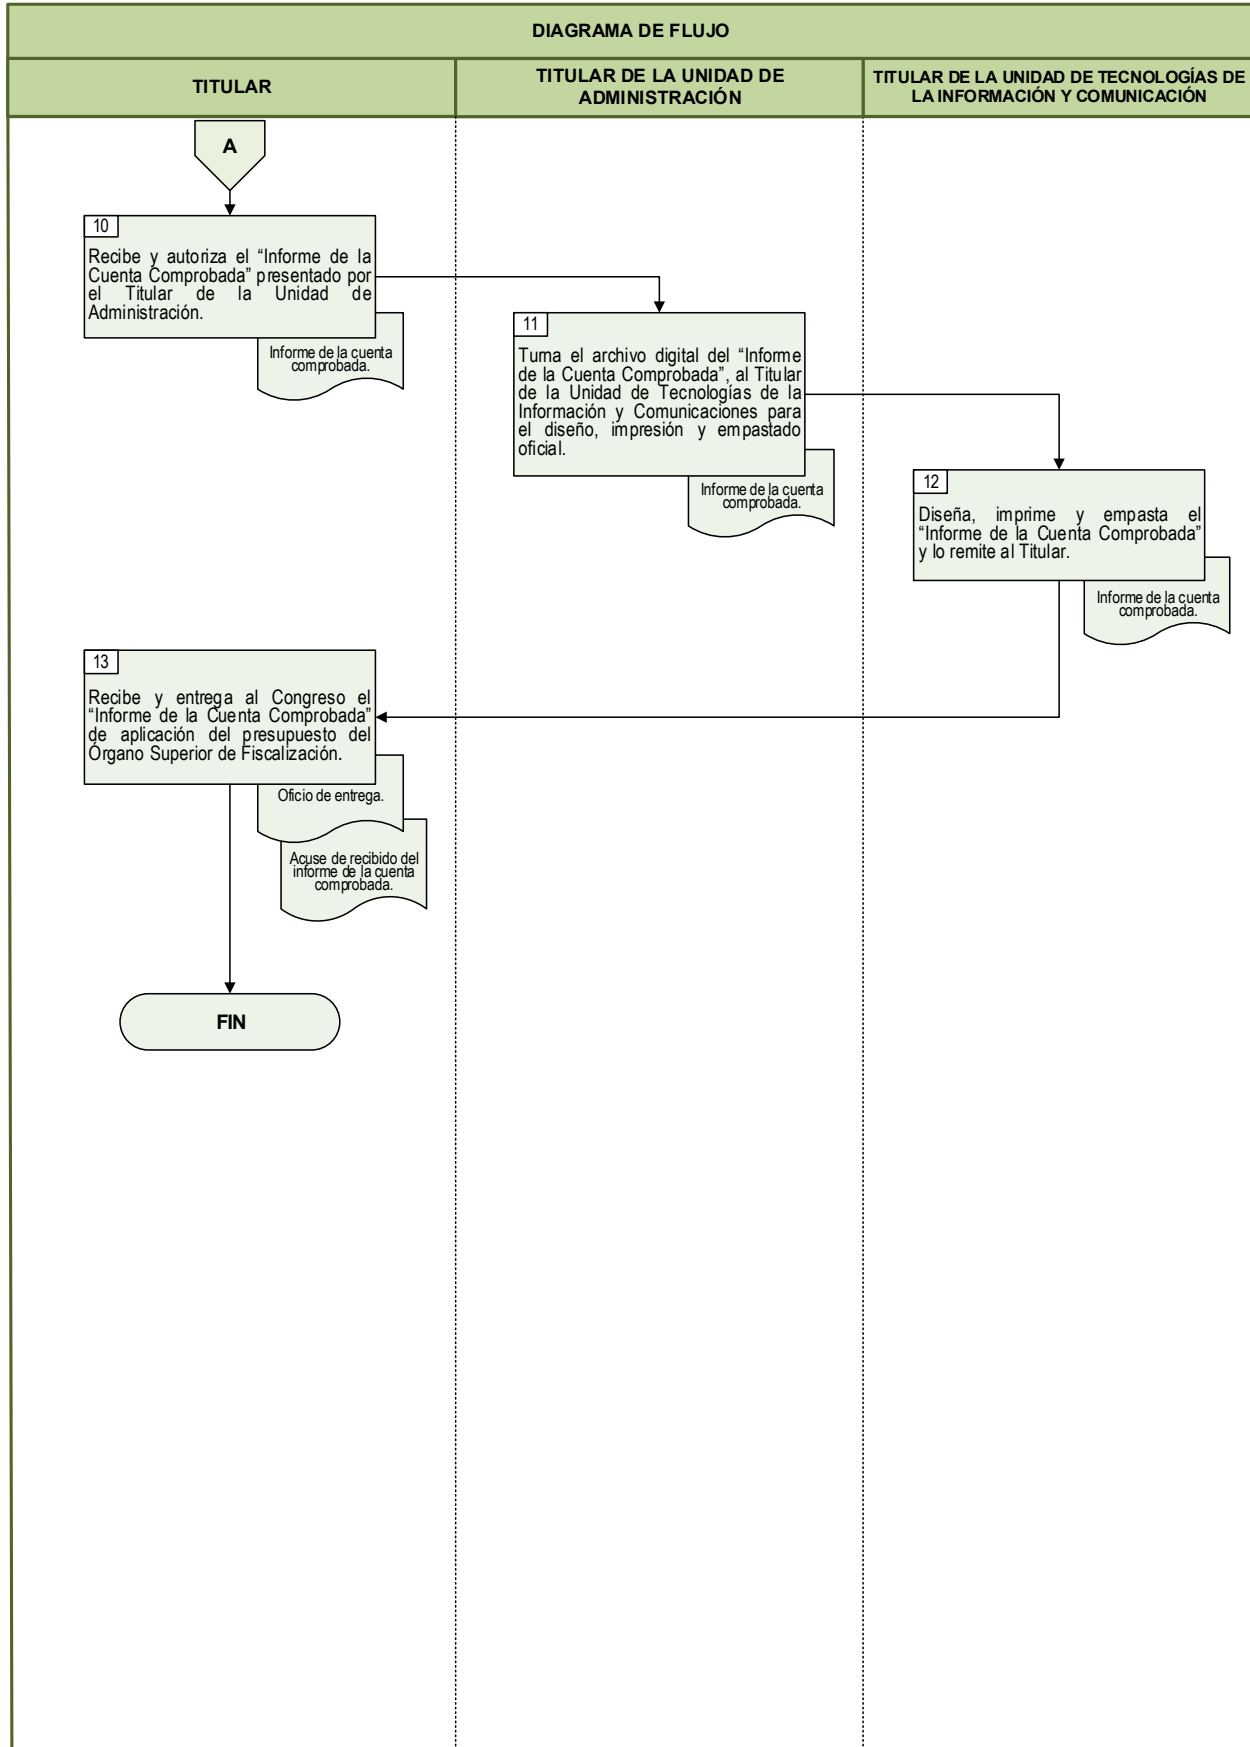 DIAGRAMA DE FLUJO
TITULAR
TITULAR DE LA UNIDAD DE
ADMINISTRACIÓN
TITULAR DE LA UNIDAD DE TECNOLOGÍAS DE
LA INFORMACIÓN Y COMUNICACIÓN
A
10
Recibe y autoriza el “Informe de la
Cuenta Comprobada” presentado por
el Titular de la Unidad de
Administración.
Informe de la cuenta
comprobada.
11
Turna el archivo digital del “Informe
de la Cuenta Comprobada”, al Titular
de la Unidad de Tecnologías de la
Información y Comunicaciones para
el diseño, impresión y empastado
oficial.
Informe de la cuenta
comprobada.
12
Diseña, imprime y empasta el
“Informe de la Cuenta Comprobada”
y lo remite al Titular.
Informe de la cuenta
comprobada.
13
Recibe y entrega al Congreso el
“Informe de la Cuenta Comprobada”
de aplicación del presupuesto del
Órgano Superior de Fiscalización.
Oficio de entrega.
Acuse de recibido del
informe de la cuenta
comprobada.
FIN